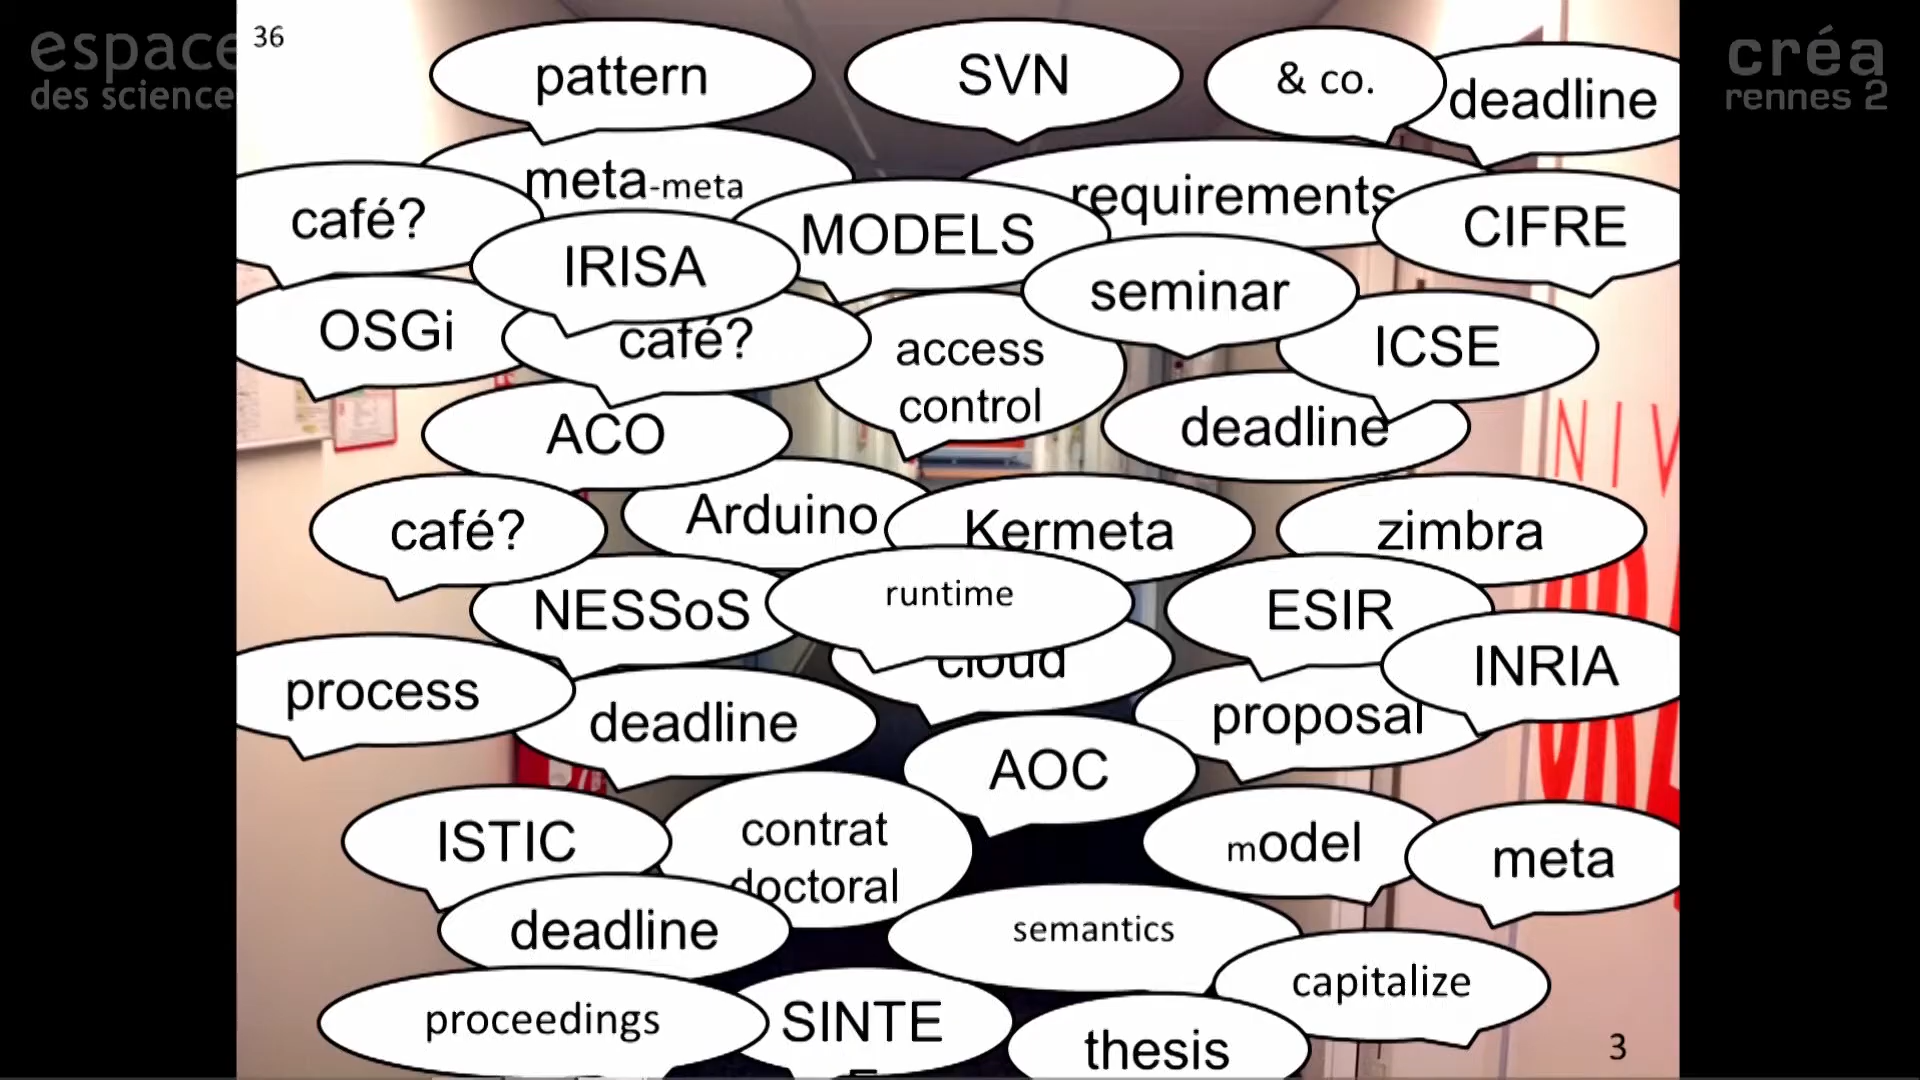 espace
des science
36
créa
rennes 2
pattern
SVN
& co.
deadline
meta-meta
café?
requirements
MODELS
CIFRE
IRISA
seminar
OSGi
café?
access
control
ICSE
ACO
deadline
NIV
café?
Arduino
Kermeta
zimbra
runtime
NESSoS
ESIR
cloud
INRIA
process
deadline
proposal
AOC
ISTIC
contrat
doctoral
model
meta
deadline
semantics
capitalize
proceedings
SINTE
thesis
3